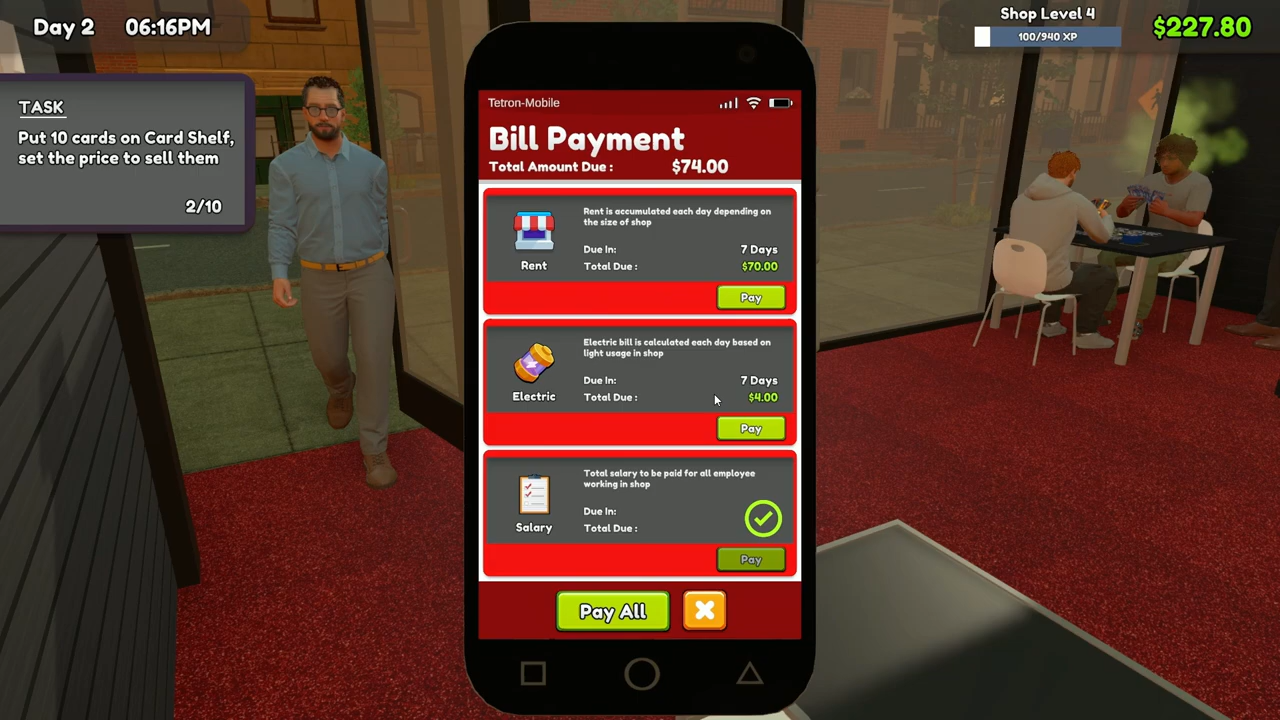 Day 2 06:16PM
Shop Level 4
100/940 XP
$227.80
TASK
Put 10 cards on Card Shelf,
set the price to sell them
2/10
Tetron-Mobile
Bill Payment
Total Amount Due : $74.00
Rent is accumulated each day depending on
the size of shop
Rent
Due In: 7 Days
Total Due : $70.00
Pay
Electric bill is calculated each day based on
light usage in shop
Electric
Due In: 7 Days
Total Due : $4.00
Pay
Total salary to be paid for all employee
working in shop
Salary
Due In:
Total Due :
Pay
Pay All